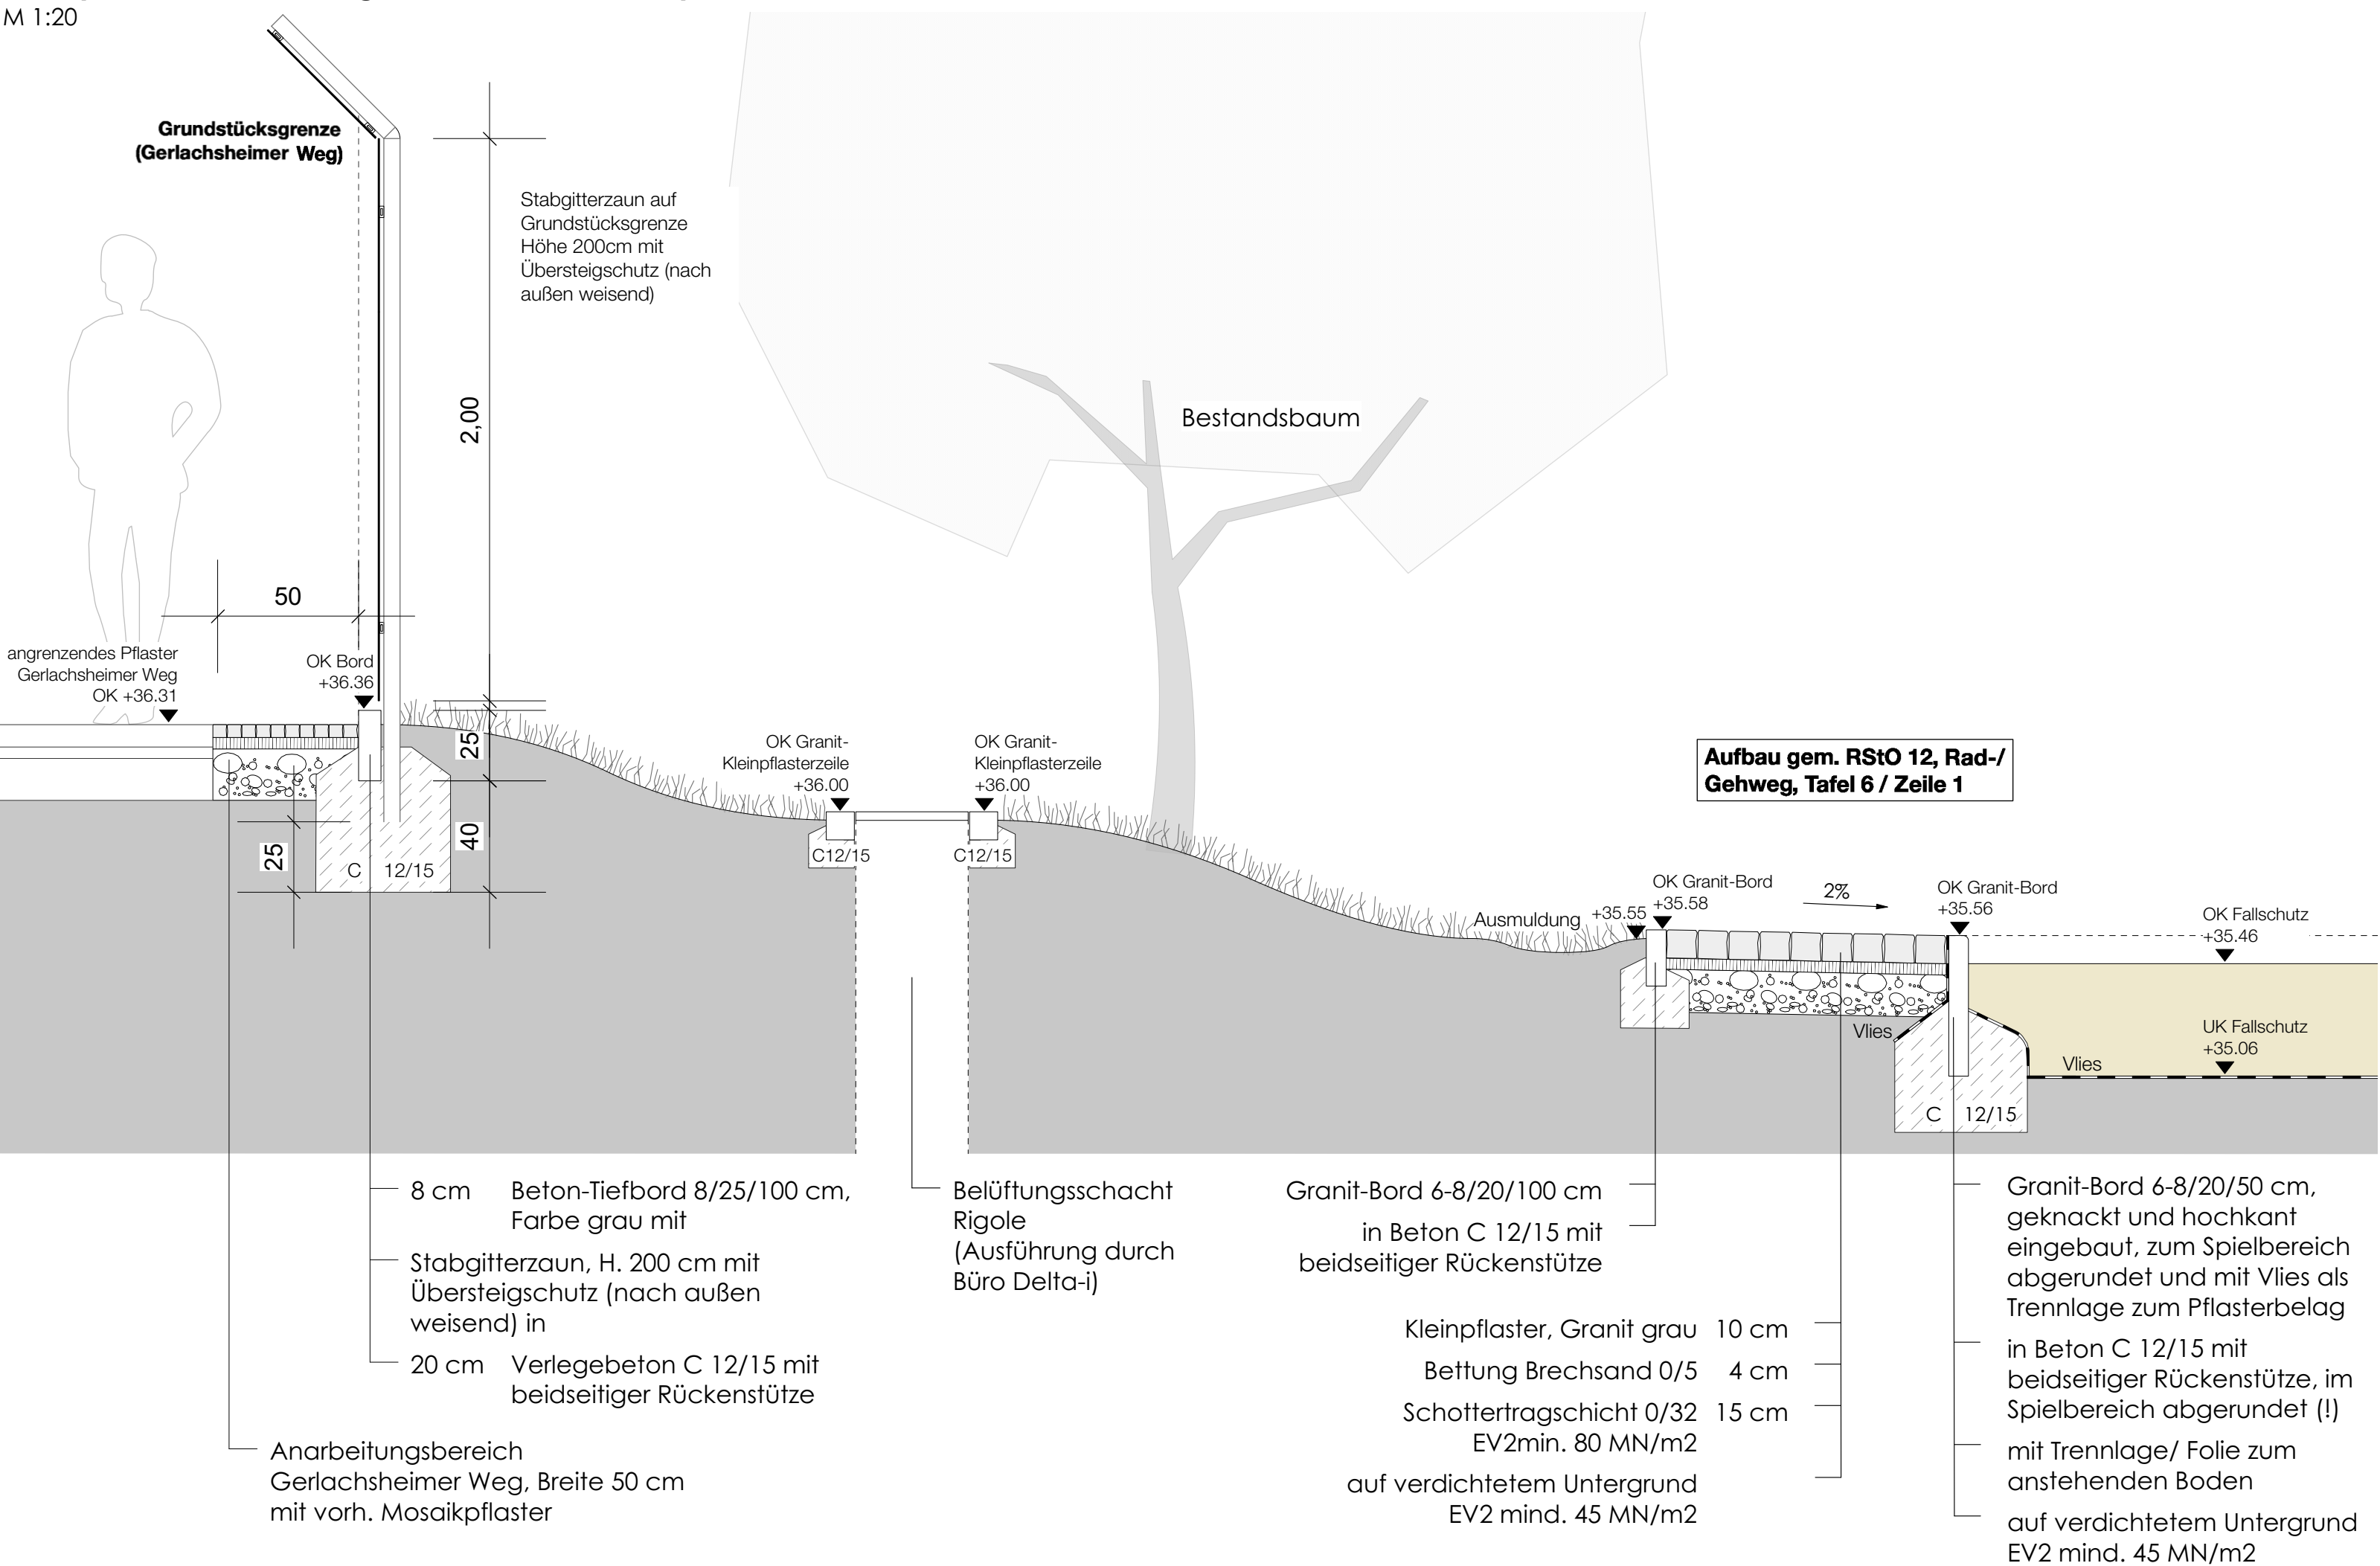 M 1:20
Grundstücksgrenze
(Gerlachsheimer Weg)
Stabgitterzaun auf
Grundstücksgrenze
Höhe 200cm mit
Übersteigschutz (nach
außen weisend)
2,00
Bestandsbaum
50
angrenzendes Pflaster
Gerlachsheimer Weg
OK +36.31
OK Bord
+36.36
25
40
25
C 12/15
OK Granit-
Kleinpflasterzeile
+36.00
OK Granit-
Kleinpflasterzeile
+36.00
C12/15
C12/15
Aufbau gem. RStO 12, Rad-/
Gehweg, Tafel 6 / Zeile 1
Ausmuldung
+35.55
OK Granit-Bord
+35.58
2%
OK Granit-Bord
+35.56
OK Fallschutz
+35.46
Vlies
UK Fallschutz
+35.06
Vlies
C 12/15
8 cm Beton-Tiefbord 8/25/100 cm,
Farbe grau mit
Stabgitterzaun, H. 200 cm mit
Übersteigschutz (nach außen
weisend) in
20 cm Verlegebeton C 12/15 mit
beidseitiger Rückenstütze
Anarbeitungsbereich
Gerlachsheimer Weg, Breite 50 cm
mit vorh. Mosaikpflaster
Belüftungsschacht
Rigole
(Ausführung durch
Büro Delta-i)
Granit-Bord 6-8/20/100 cm
in Beton C 12/15 mit
beidseitiger Rückenstütze
Kleinpflaster, Granit grau 10 cm
Bettung Brechsand 0/5 4 cm
Schottertragschicht 0/32 15 cm
EV2min. 80 MN/m2
auf verdichtetem Untergrund
EV2 mind. 45 MN/m2
Granit-Bord 6-8/20/50 cm,
geknackt und hochkant
eingebaut, zum Spielbereich
abgerundet und mit Vlies als
Trennlage zum Pflasterbelag
in Beton C 12/15 mit
beidseitiger Rückenstütze, im
Spielbereich abgerundet (!)
mit Trennlage/ Folie zum
anstehenden Boden
auf verdichtetem Untergrund
EV2 mind. 45 MN/m2